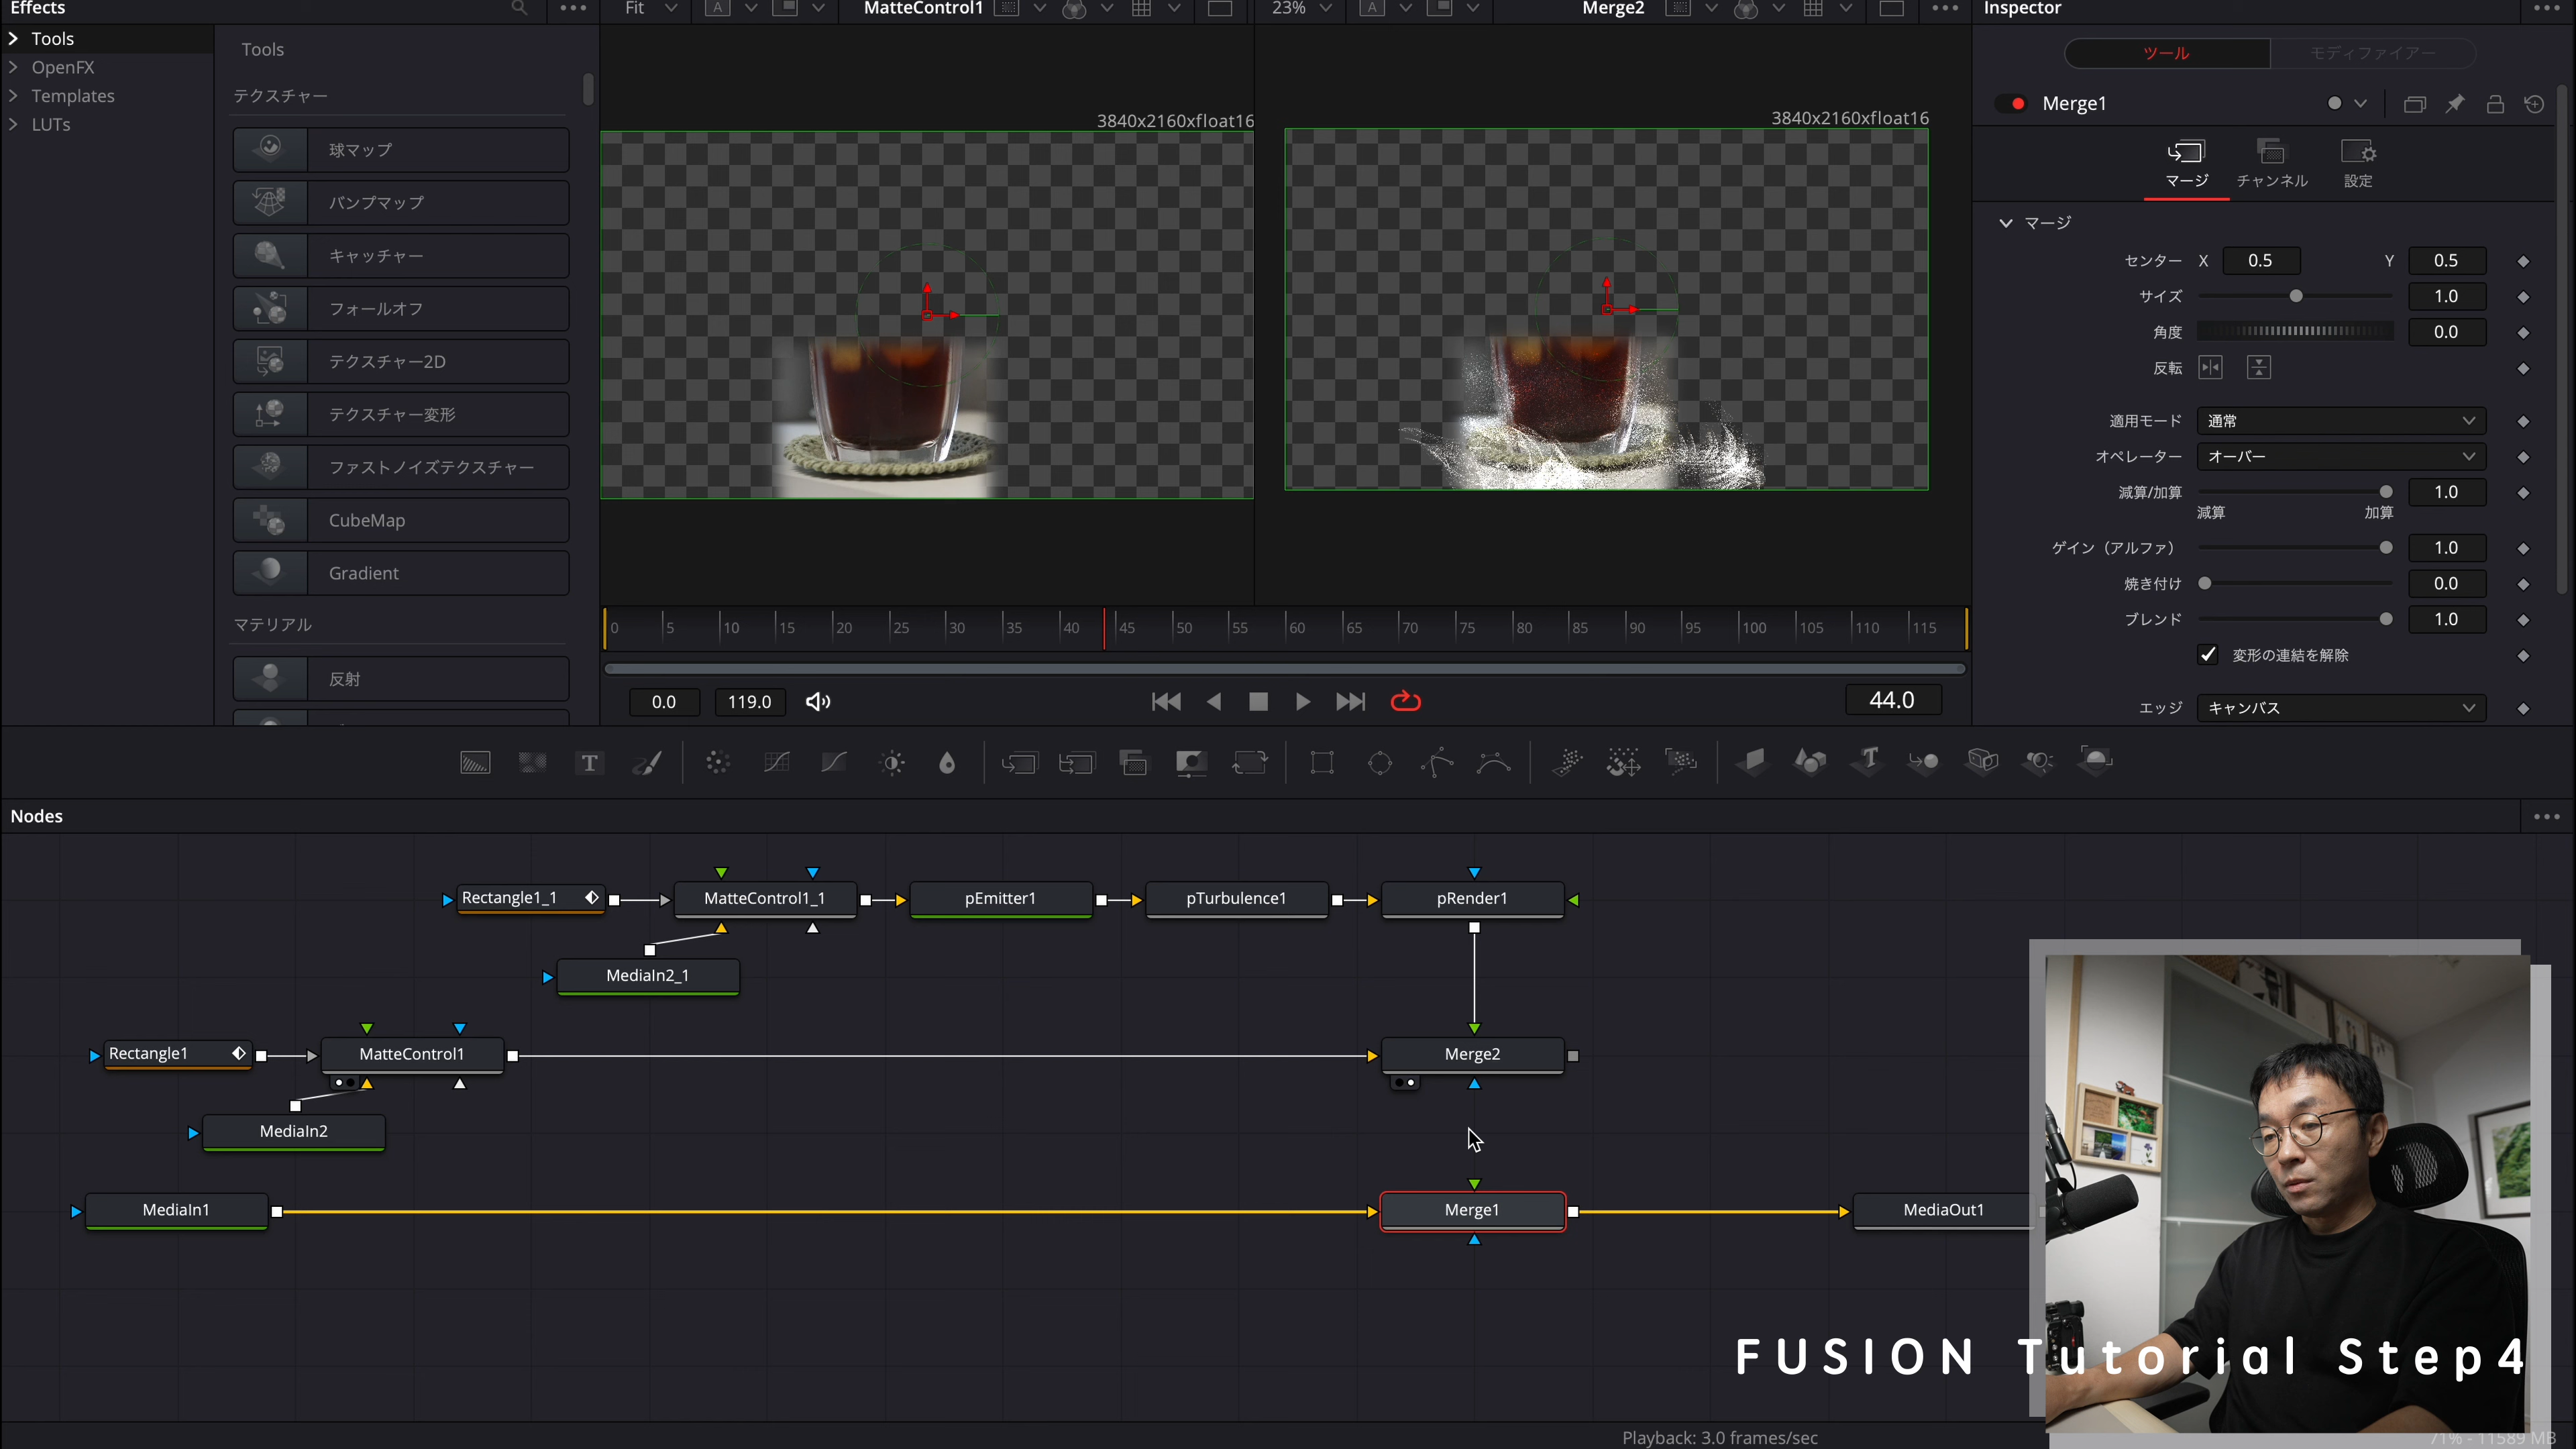 Effects
Fit
A
MatteControl1
23%
A
Merge2
Inspector
Tools
OpenFX
Templates
LUTs
Tools
テクスチャー
球マップ
バンプマップ
キャッチャー
フォールオフ
テクスチャー2D
テクスチャー変形
ファストノイズテクスチャー
CubeMap
Gradient
マテリアル
反射
3840x2160xfloat16
3840x2160xfloat16
0 5 10 15 20 25 30 35 40 45 50 55 60 65 70 75 80 85 90 95 100 105 110 115
0.0
119.0
44.0
ツール
モディファイアー
Merge1
マージ
チャンネル
設定
マージ
センター X 0.5 Y 0.5
サイズ 1.0
角度 0.0
反転
適用モード 通常
オペレーター オーバー
減算/加算 1.0
減算 加算
ゲイン（アルファ） 1.0
焼き付け 0.0
ブレンド 1.0
変形の連結を解除
エッジ キャンバス
T
T
Nodes
Rectangle1_1
MatteControl1_1
pEmitter1
pTurbulence1
pRender1
MediaIn2_1
Rectangle1
MatteControl1
Merge2
MediaIn2
MediaIn1
Merge1
MediaOut1
FUSION Tutorial Step4
Playback: 3.0 frames/sec
71% - 11589 MB